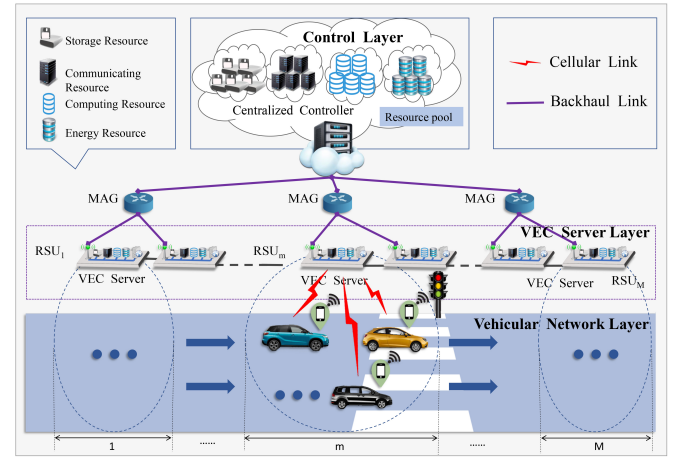 Storage Resource
Communicating
Resource
Computing Resource
Energy Resource
Control Layer
Centralized Controller
Resource pool
Cellular Link
Backhaul Link
MAG
MAG
MAG
VEC Server Layer
RSU1
RSUm
VEC Server
VEC Server
VEC Server
RSUM
Vehicular Network Layer
1
......
m
......
M